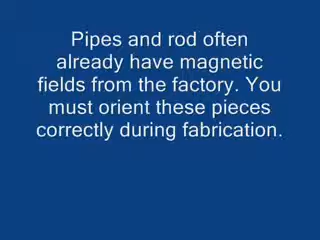 Pipes and rod often
already have magnetic
fields from the factory. You
must orient these pieces
correctly during fabrication.